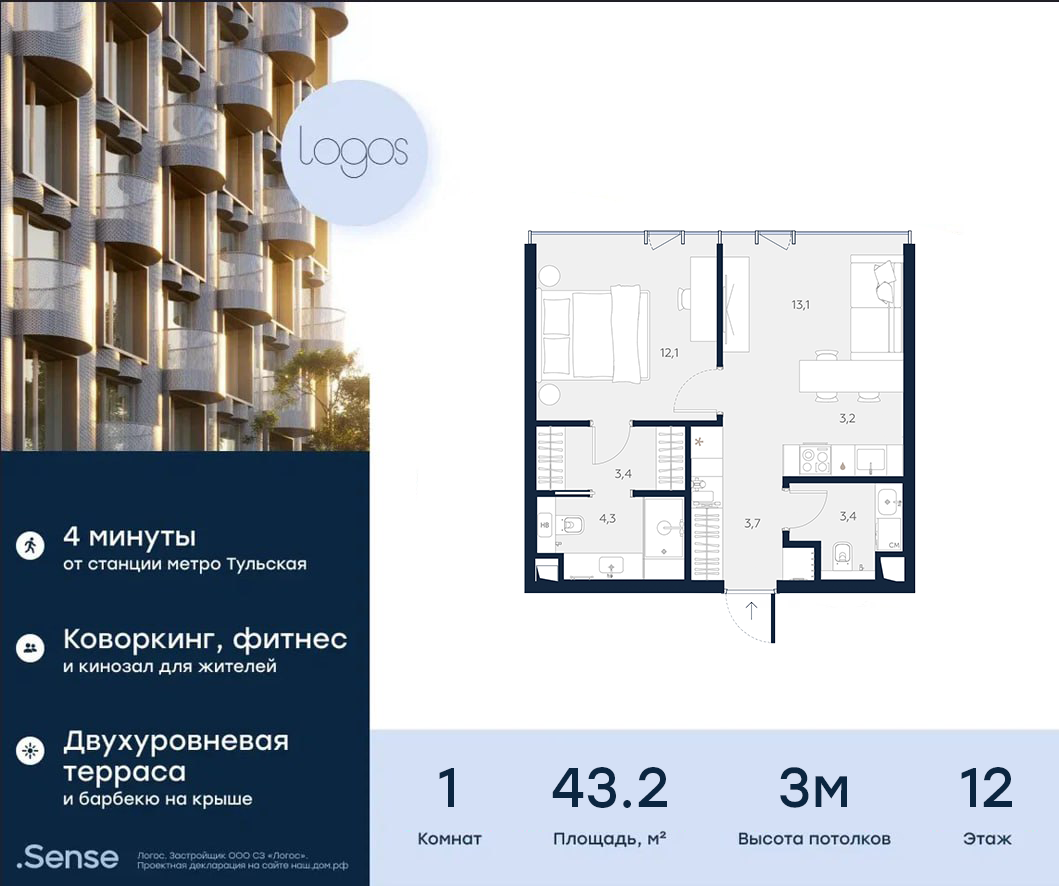 logos
4 минуты
от станции метро Тульская
Коворкинг, фитнес
и кинозал для жителей
Двухуровневая
терраса
и барбекю на крыше
.Sense
Логос. Застройщик ООО СЗ «Логос».
Проектная декларация на сайте наш.дом.рф
13,1
12,1
3,2
3,4
4,3
3,7
3,4
НВ
СМ
5
1
Комнат
43.2
Площадь, м²
3м
Высота потолков
12
Этаж